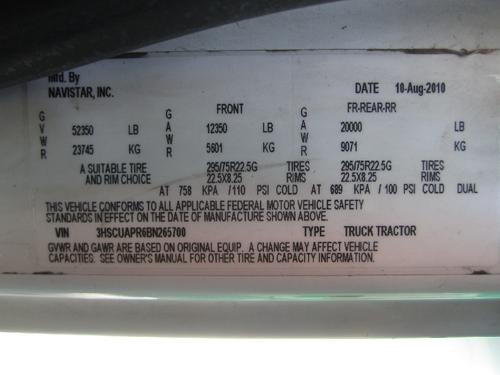 Mfd. By
NAVISTAR, INC.
DATE 10-Aug-2010
GVWR GAWR FRONT GAWR FR-REAR-RR
52350 LB 12350 LB 20000 LB
23745 KG 5601 KG 9071 KG
A SUITABLE TIRE 295/75R22.5G TIRES 295/75R22.5G TIRES
AND RIM CHOICE 22.5X8.25 RIMS 22.5X8.25 RIMS
AT 758 KPA /110 PSI COLD AT 689 KPA /100 PSI COLD DUAL
THIS VEHICLE CONFORMS TO ALL APPLICABLE FEDERAL MOTOR VEHICLE SAFETY
STANDARDS IN EFFECT ON THE DATE OF MANUFACTURE SHOWN ABOVE.
VIN 3HSCUAPR6BN265700 TYPE TRUCK TRACTOR
GVWR AND GAWR ARE BASED ON ORIGINAL EQUIP. A CHANGE MAY AFFECT VEHICLE
CAPACITIES. SEE OWNER'S MANUAL FOR OTHER TIRE AND CAPACITY INFORMATION.